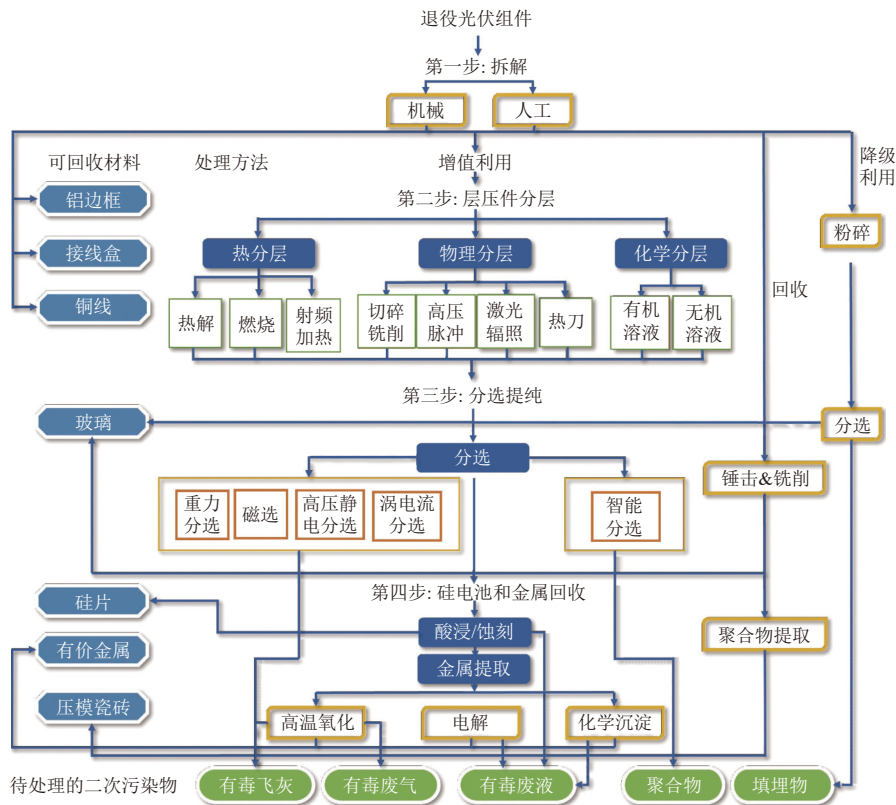 退役光伏组件
第一步: 拆解
机械
人工
可回收材料
处理方法
增值利用
降级
利用
铝边框
第二步: 层压件分层
粉碎
接线盒
热分层
物理分层
化学分层
回收
铜线
热解
燃烧
射频
加热
切碎
铣削
高压
脉冲
激光
辐照
热刀
有机
溶液
无机
溶液
第三步: 分选提纯
玻璃
分选
分选
锤击&铣削
重力
分选
磁选
高压静
电分选
涡电流
分选
智能
分选
第四步: 硅电池和金属回收
硅片
酸浸/蚀刻
聚合物提取
有价金属
金属提取
压模瓷砖
高温氧化
电解
化学沉淀
待处理的二次污染物
有毒飞灰
有毒废气
有毒废液
聚合物
填埋物